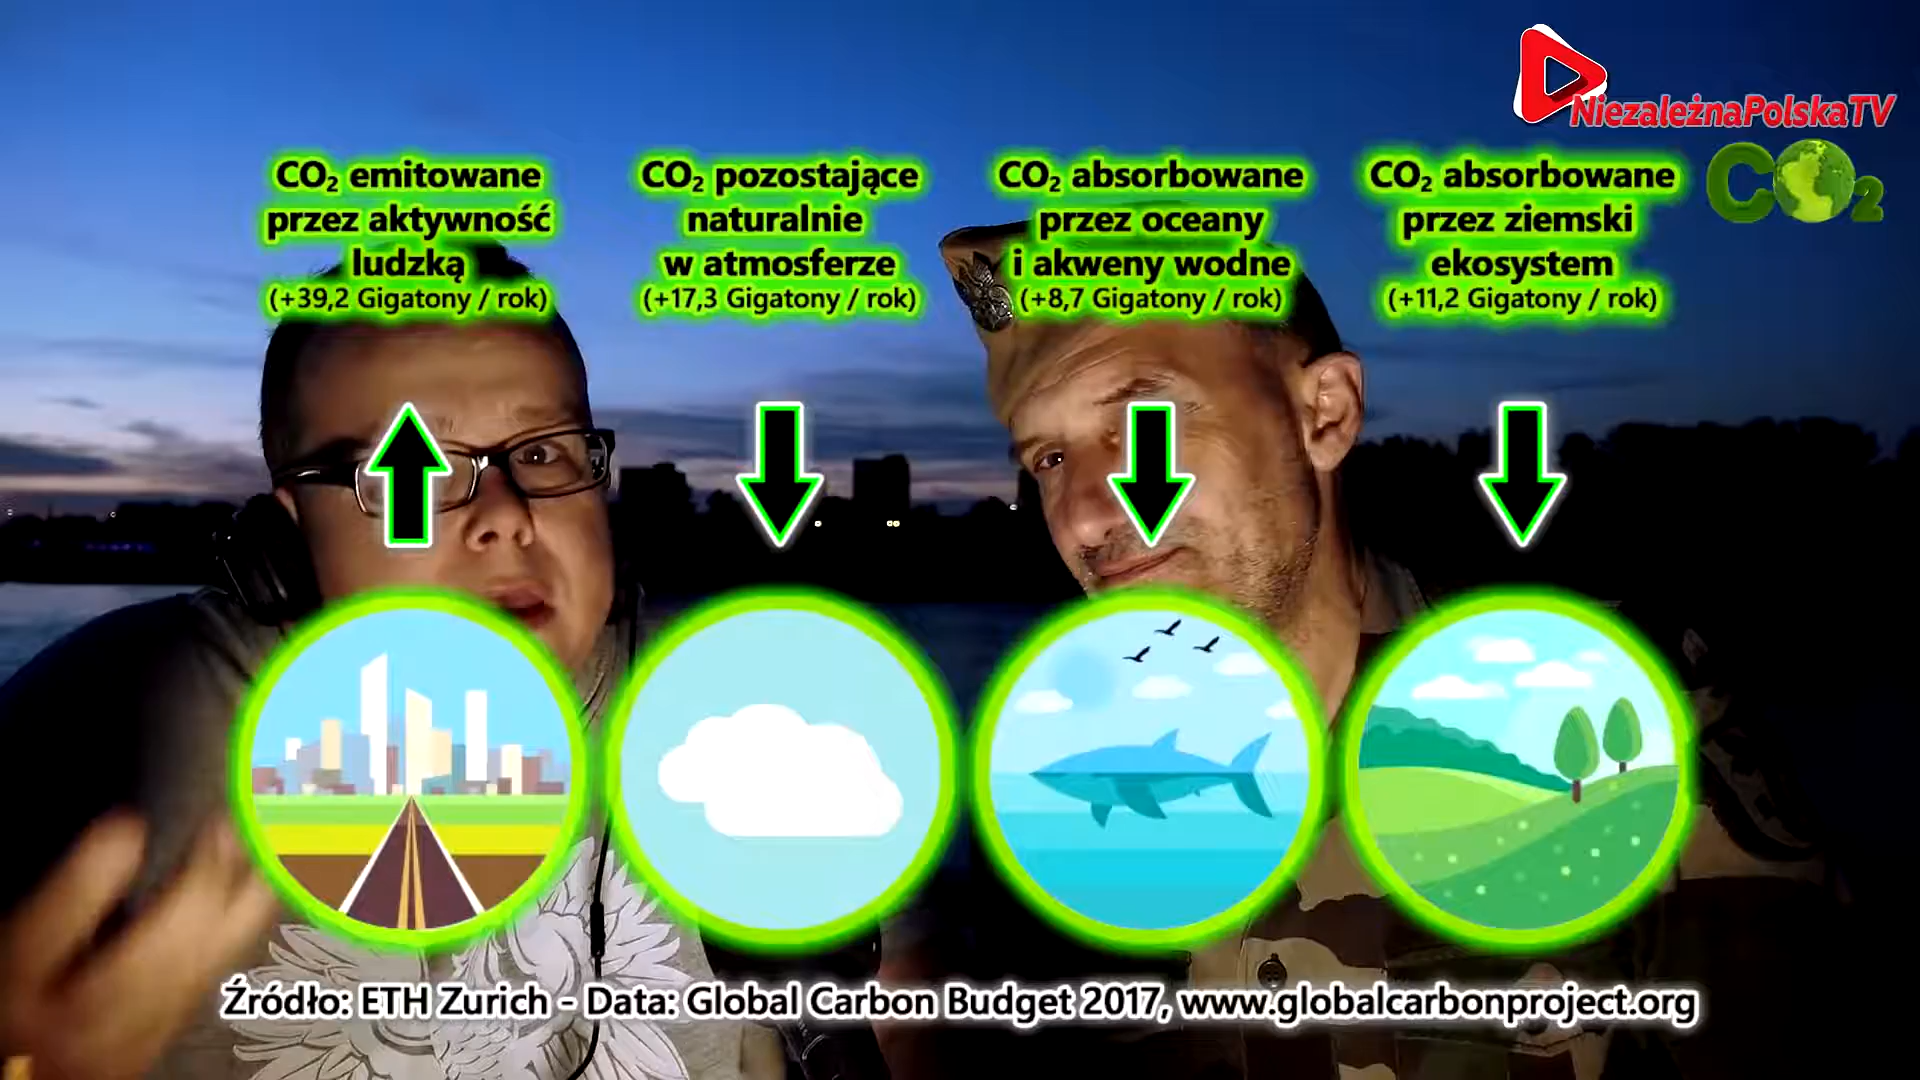 NiezależnaPolskaTV
CO₂
CO₂ emitowane
przez aktywność
ludzką
(+39,2 Gigatony / rok)
CO₂ pozostające
naturalnie
w atmosferze
(+17,3 Gigatony / rok)
CO₂ absorbowane
przez oceany
i akweny wodne
(+8,7 Gigatony / rok)
CO₂ absorbowane
przez ziemski
ekosystem
(+11,2 Gigatony / rok)
Źródło: ETH Zurich - Data: Global Carbon Budget 2017, www.globalcarbonproject.org